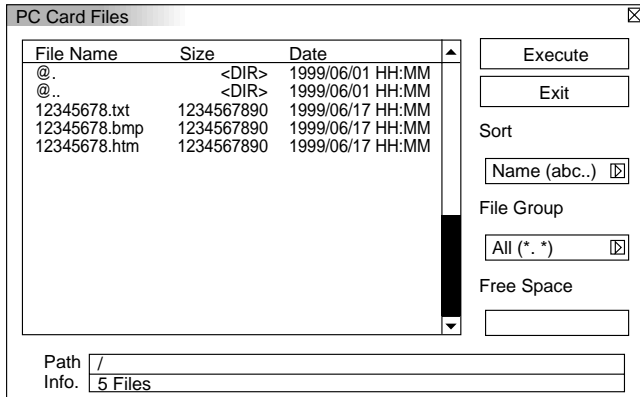 PC Card Files
File Name Size Date
@. <DIR> 1999/06/01 HH:MM
@.. <DIR> 1999/06/01 HH:MM
12345678.txt 1234567890 1999/06/17 HH:MM
12345678.bmp 1234567890 1999/06/17 HH:MM
12345678.htm 1234567890 1999/06/17 HH:MM
Execute
Exit
Sort
Name (abc..)
File Group
All (*. *)
Free Space
Path /
Info. 5 Files